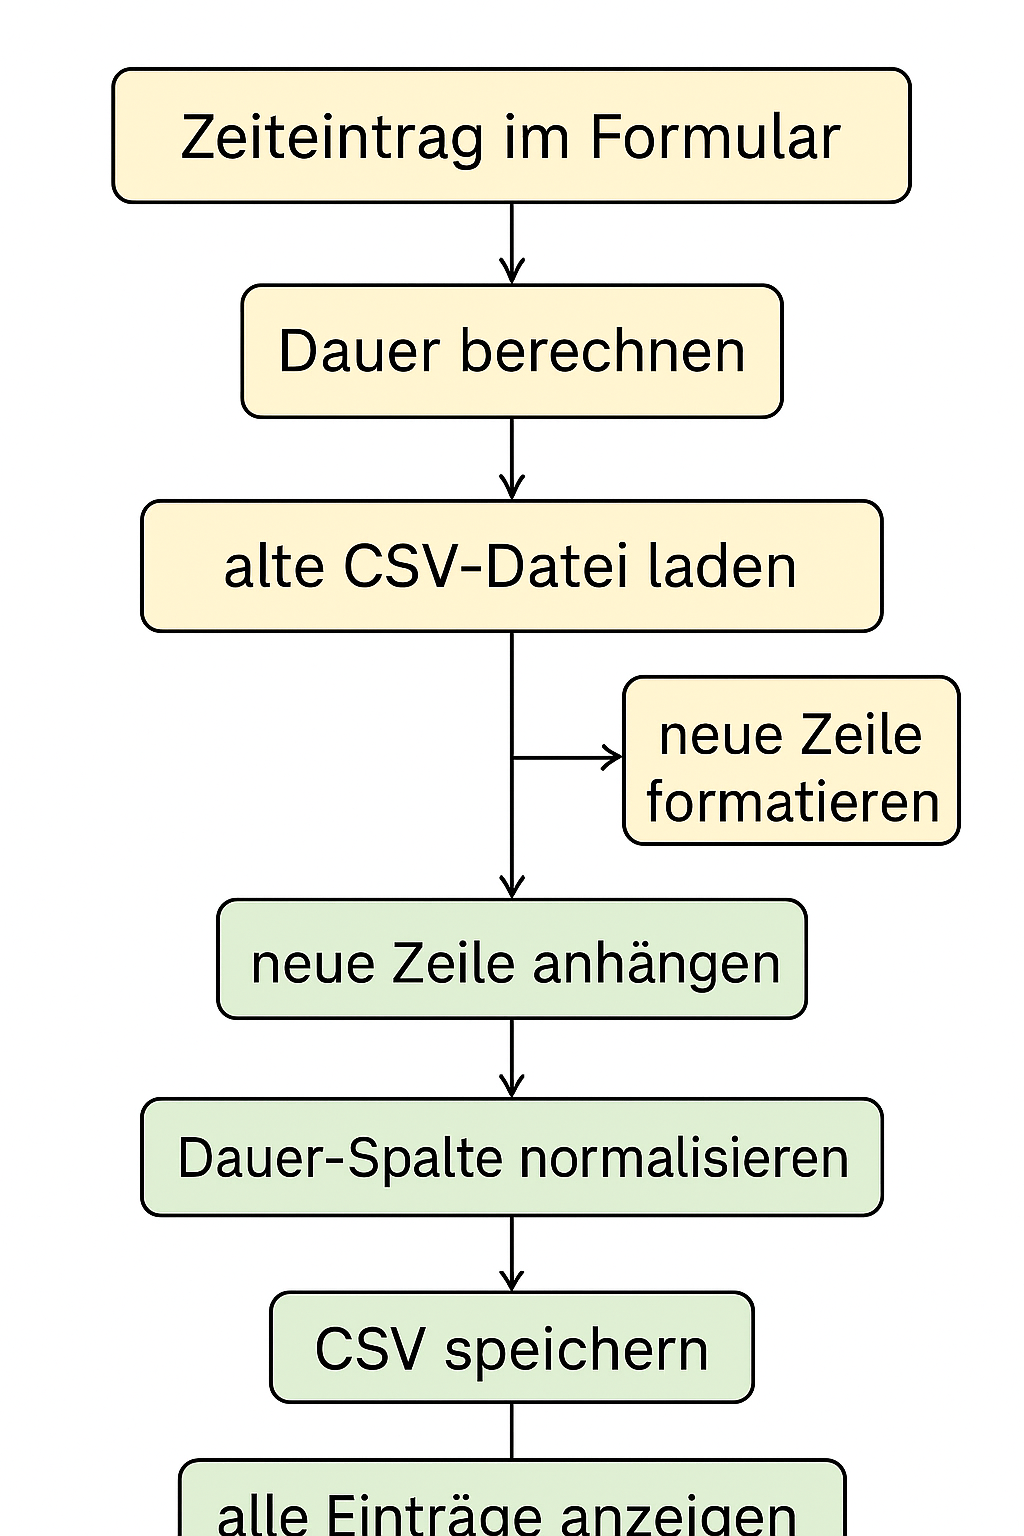 Zeiteintrag im Formular
Dauer berechnen
alte CSV-Datei laden
neue Zeile
formatieren
neue Zeile anhängen
Dauer-Spalte normalisieren
CSV speichern
alle Einträge anzeigen